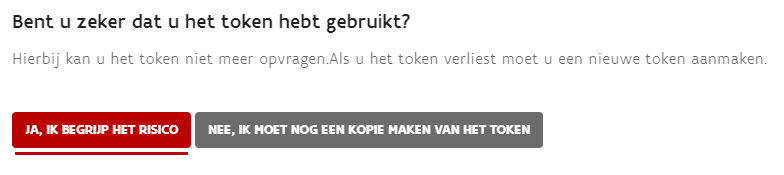 Bent u zeker dat u het token hebt gebruikt?
Hierbij kan u het token niet meer opvragen.Als u het token verliest moet u een nieuwe token aanmaken.
JA, IK BEGRIJP HET RISICO NEE, IK MOET NOG EEN KOPIE MAKEN VAN HET TOKEN